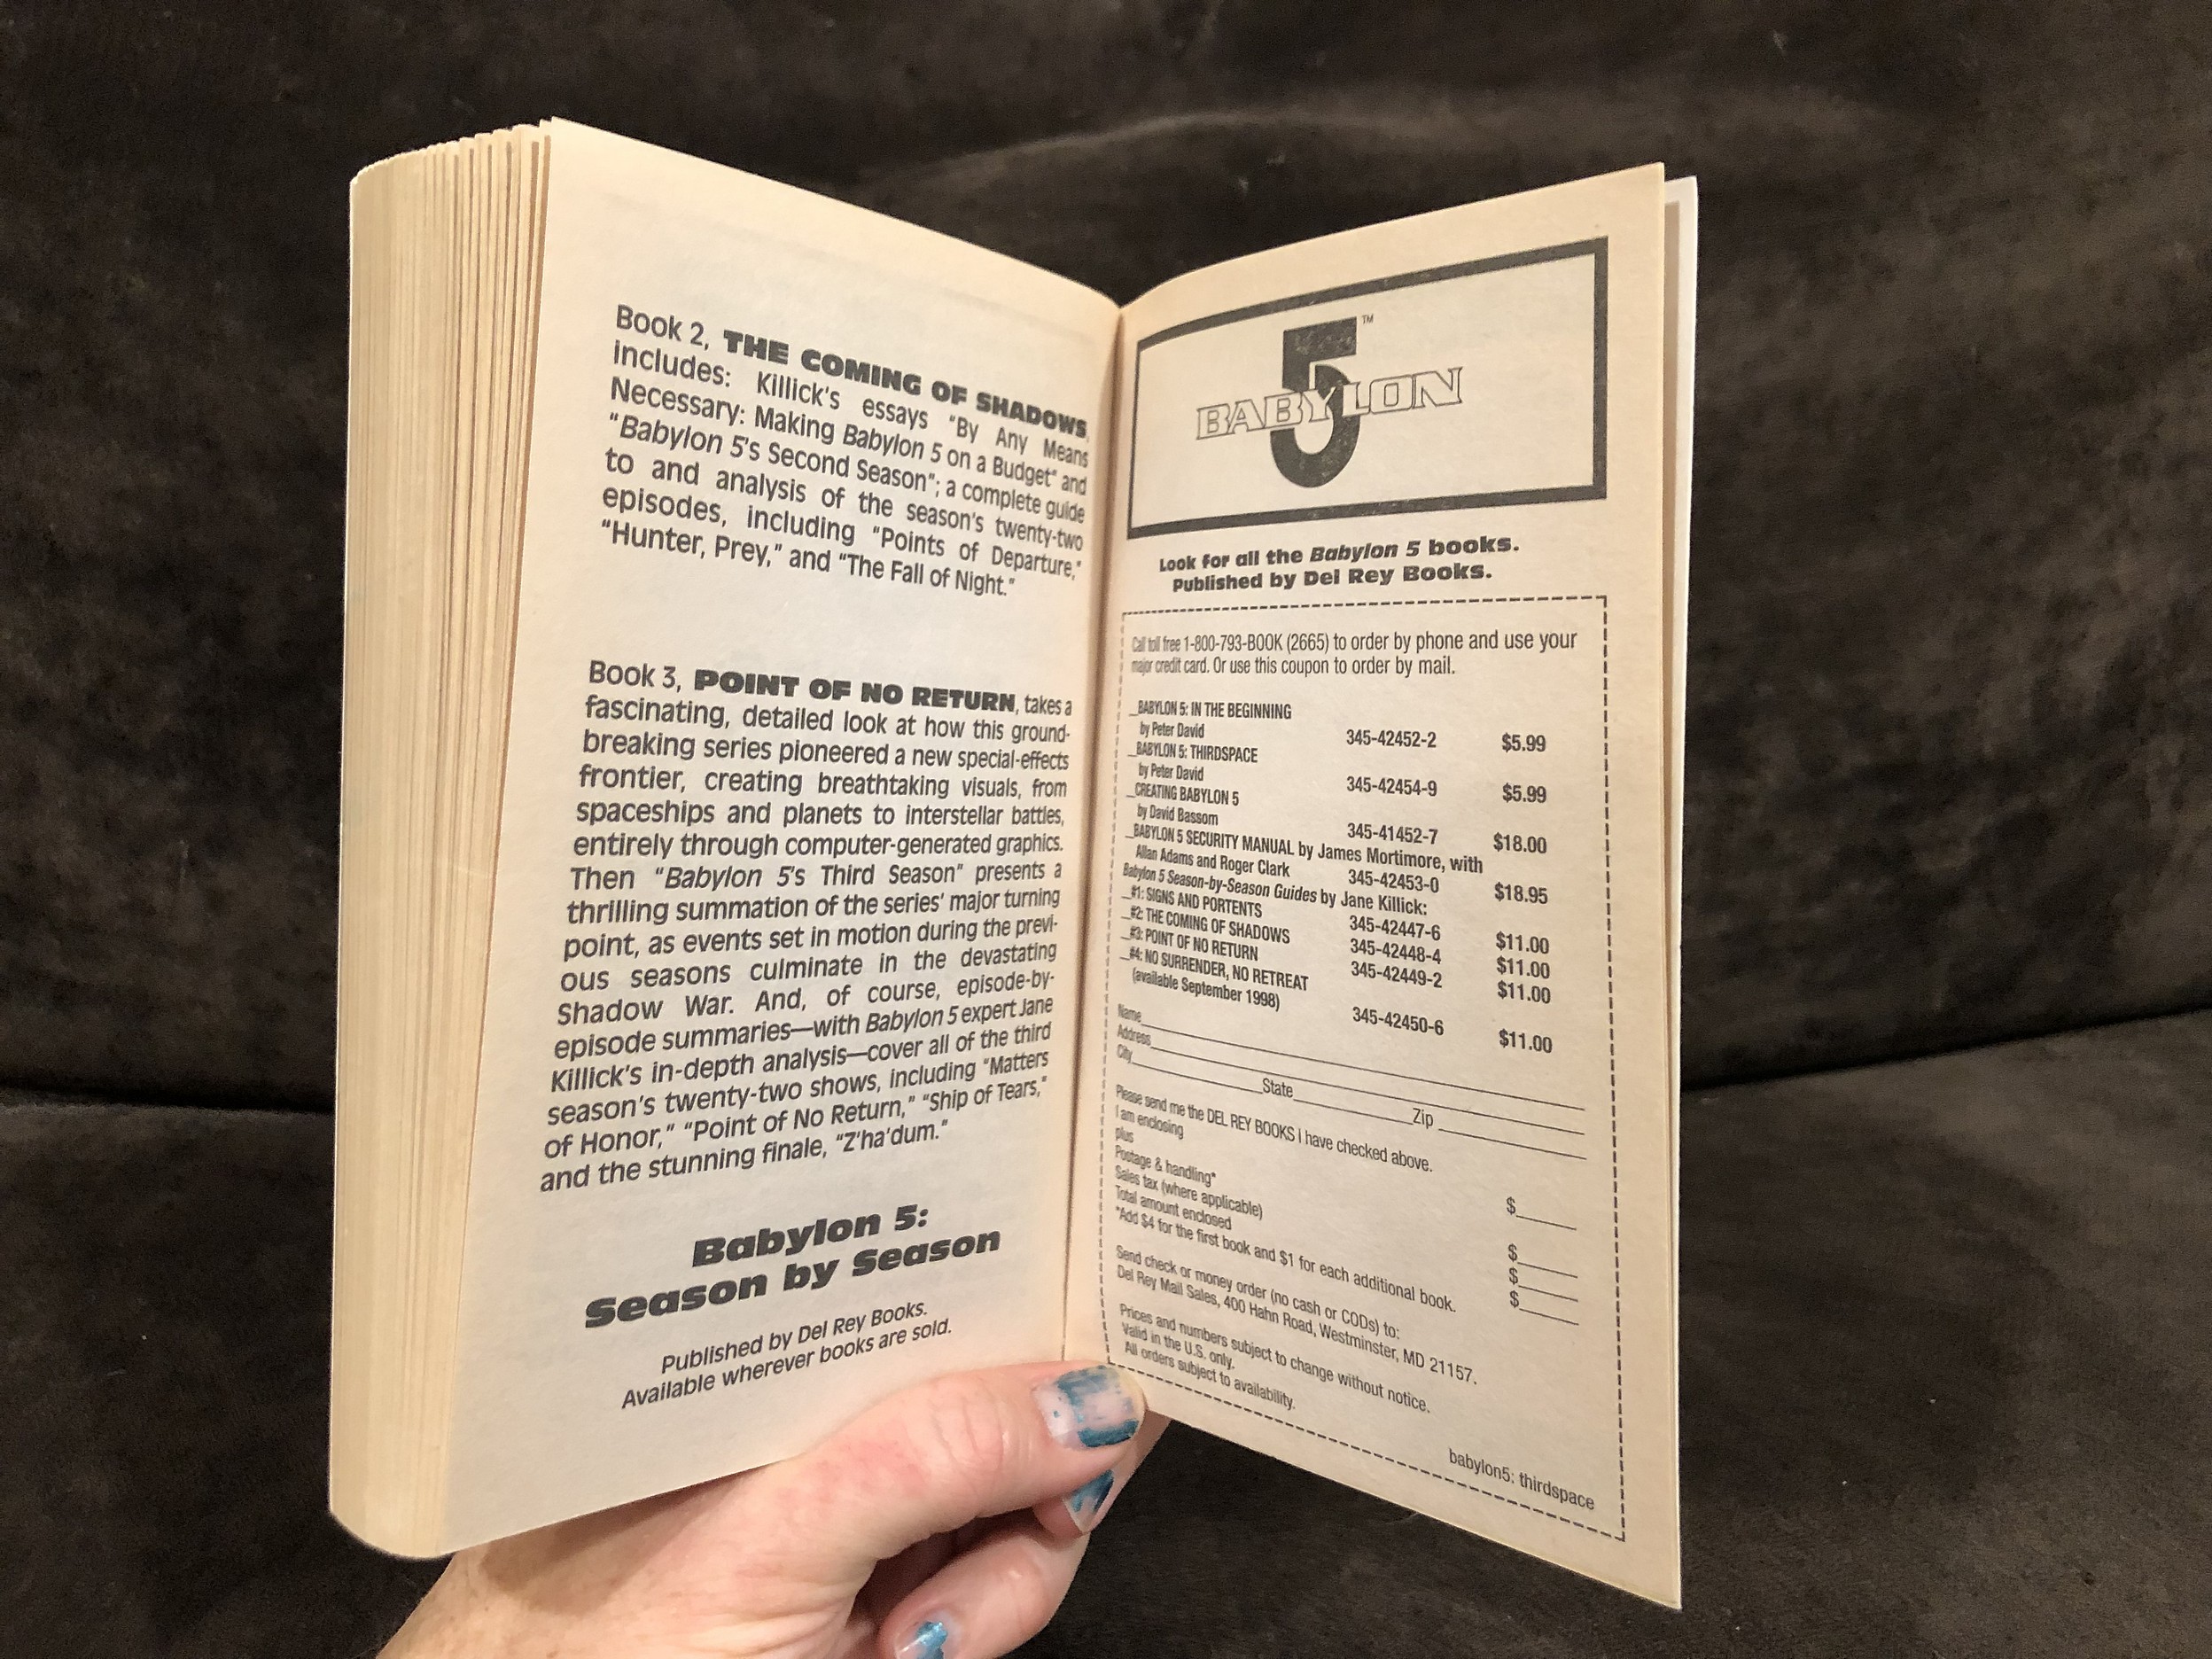 Book 2, THE COMING OF SHADOWS,
includes: Killick's essays "By Any Means
Necessary: Making Babylon 5 on a Budget" and
"Babylon 5's Second Season"; a complete guide
to and analysis of the season's twenty-two
episodes, including "Points of Departure,"
"Hunter, Prey," and "The Fall of Night."
Book 3, POINT OF NO RETURN, takes a
fascinating, detailed look at how this ground-
breaking series pioneered a new special-effects
frontier, creating breathtaking visuals, from
spaceships and planets to interstellar battles,
entirely through computer-generated graphics.
Then "Babylon 5's Third Season" presents a
thrilling summation of the series' major turning
point, as events set in motion during the previ-
ous seasons culminate in the devastating
Shadow War. And, of course, episode-by-
episode summaries—with Babylon 5 expert Jane
Killick's in-depth analysis—cover all of the third
season's twenty-two shows, including "Matters
of Honor," "Point of No Return," "Ship of Tears,"
and the stunning finale, "Z'ha'dum."
Babylon 5:
Season by Season
Published by Del Rey Books.
Available wherever books are sold.
5™
BABYLON
Look for all the Babylon 5 books.
Published by Del Rey Books.
Call toll free 1-800-793-BOOK (2665) to order by phone and use your
major credit card. Or use this coupon to order by mail.
_BABYLON 5: IN THE BEGINNING
by Peter David 345-42452-2 $5.99
_BABYLON 5: THIRDSPACE
by Peter David 345-42454-9 $5.99
_CREATING BABYLON 5
by David Bassom 345-41452-7 $18.00
_BABYLON 5 SECURITY MANUAL by James Mortimore, with
Allan Adams and Roger Clark 345-42453-0 $18.95
Babylon 5 Season-by-Season Guides by Jane Killick:
_#1: SIGNS AND PORTENTS 345-42447-6 $11.00
_#2: THE COMING OF SHADOWS 345-42448-4 $11.00
_#3: POINT OF NO RETURN 345-42449-2 $11.00
_#4: NO SURRENDER, NO RETREAT
(available September 1998) 345-42450-6 $11.00
Name
Address
City State Zip
Please send me the DEL REY BOOKS I have checked above.
I am enclosing $
plus
Postage & handling* $
Sales tax (where applicable) $
Total amount enclosed $
*Add $4 for the first book and $1 for each additional book.
Send check or money order (no cash or CODs) to:
Del Rey Mail Sales, 400 Hahn Road, Westminster, MD 21157.
Prices and numbers subject to change without notice.
Valid in the U.S. only.
All orders subject to availability.
babylon5: thirdspace